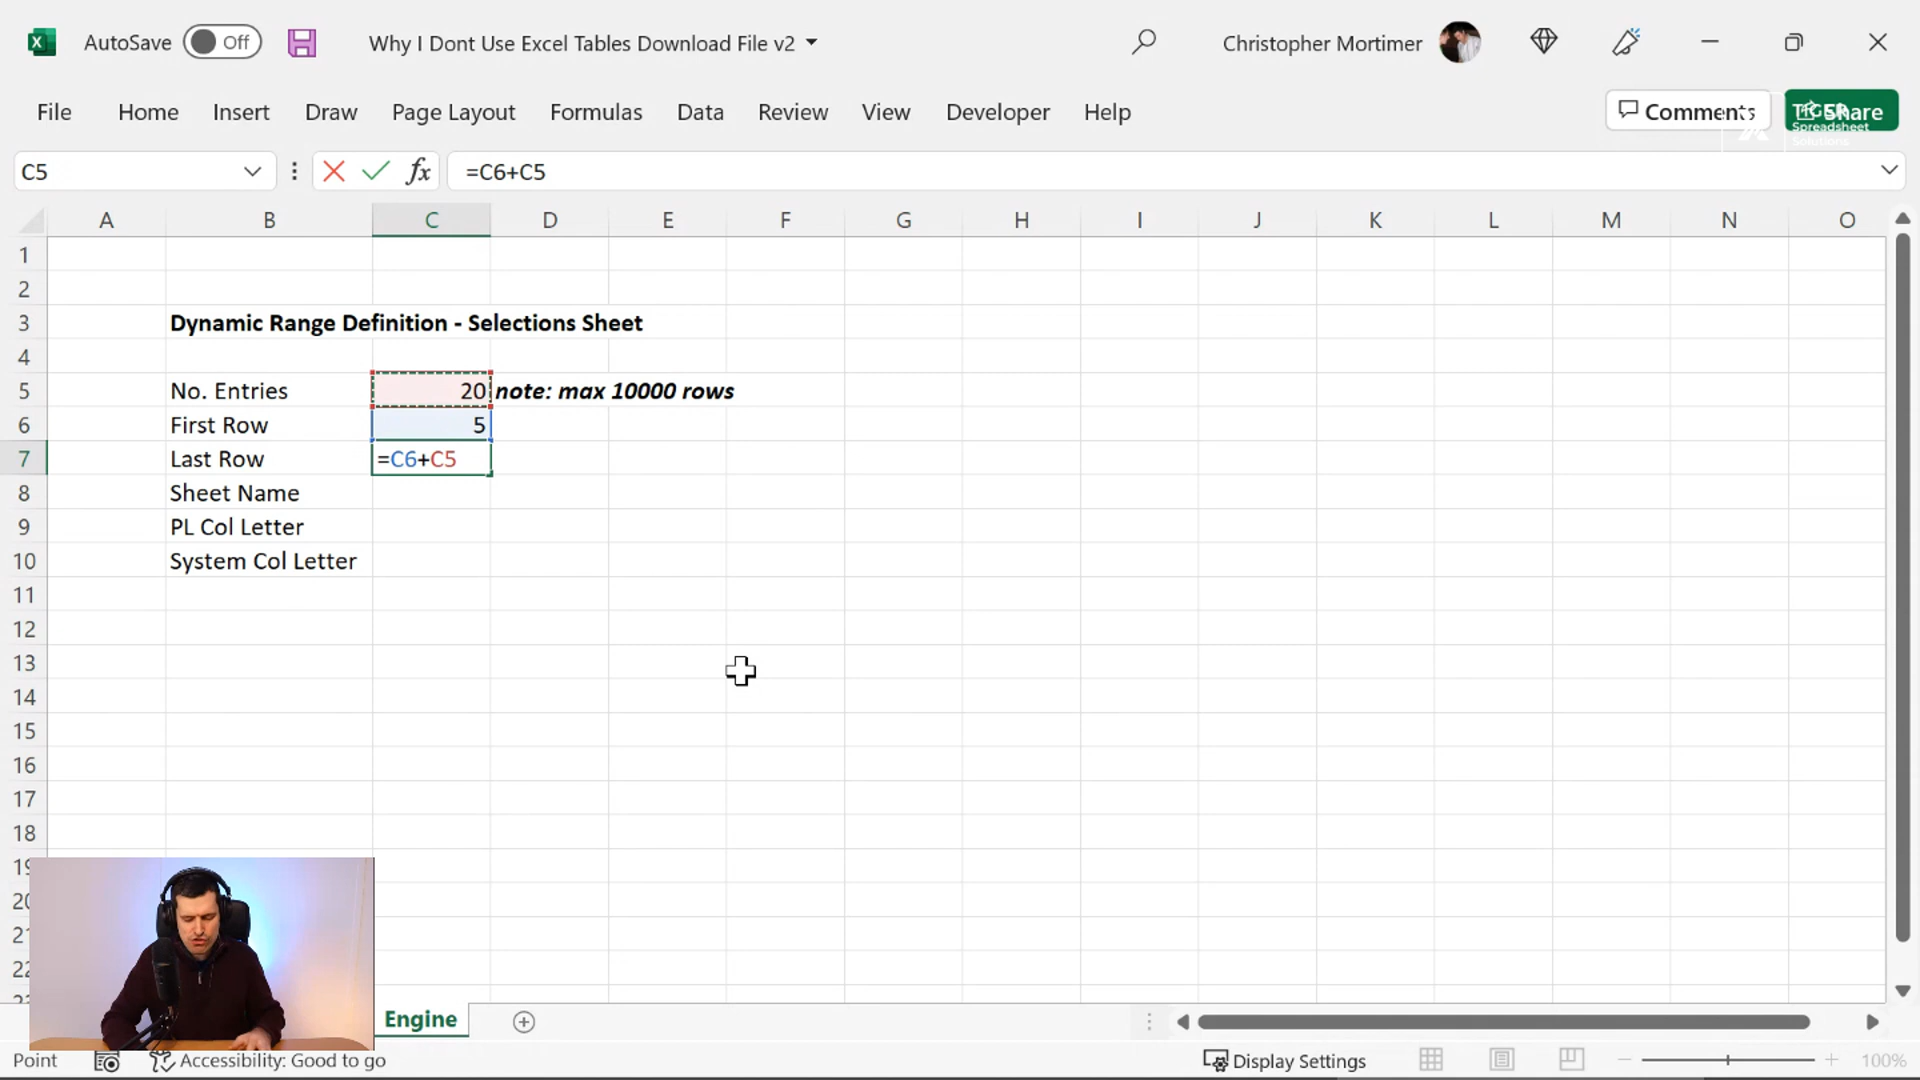 AutoSave Off Why I Dont Use Excel Tables Download File v2 Christopher Mortimer
File Home Insert Draw Page Layout Formulas Data Review View Developer Help Comments Share
TIGER
Spreadsheet
Solutions
C5 fx =C6+C5
A B C D E F G H I J K L M N O
1
2
3 Dynamic Range Definition - Selections Sheet
4
5 No. Entries 20 note: max 10000 rows
6 First Row 5
7 Last Row =C6+C5
8 Sheet Name
9 PL Col Letter
10 System Col Letter
11
12
13
14
15
16
17
18
Engine
Point Accessibility: Good to go Display Settings 100%